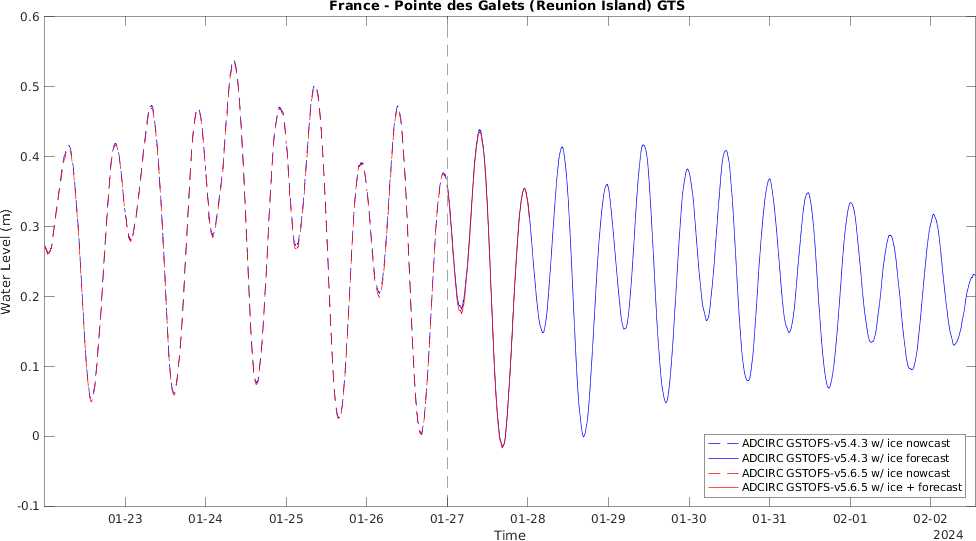 France - Pointe des Galets (Reunion Island) GTS
0.6
0.5
0.4
0.3
0.2
0.1
0
-0.1
Water Level (m)
ADCIRC GSTOFS-v5.4.3 w/ ice nowcast
ADCIRC GSTOFS-v5.4.3 w/ ice forecast
ADCIRC GSTOFS-v5.6.5 w/ ice nowcast
ADCIRC GSTOFS-v5.6.5 w/ ice + forecast
01-23 01-24 01-25 01-26 01-27 01-28 01-29 01-30 01-31 02-01 02-02
Time 2024